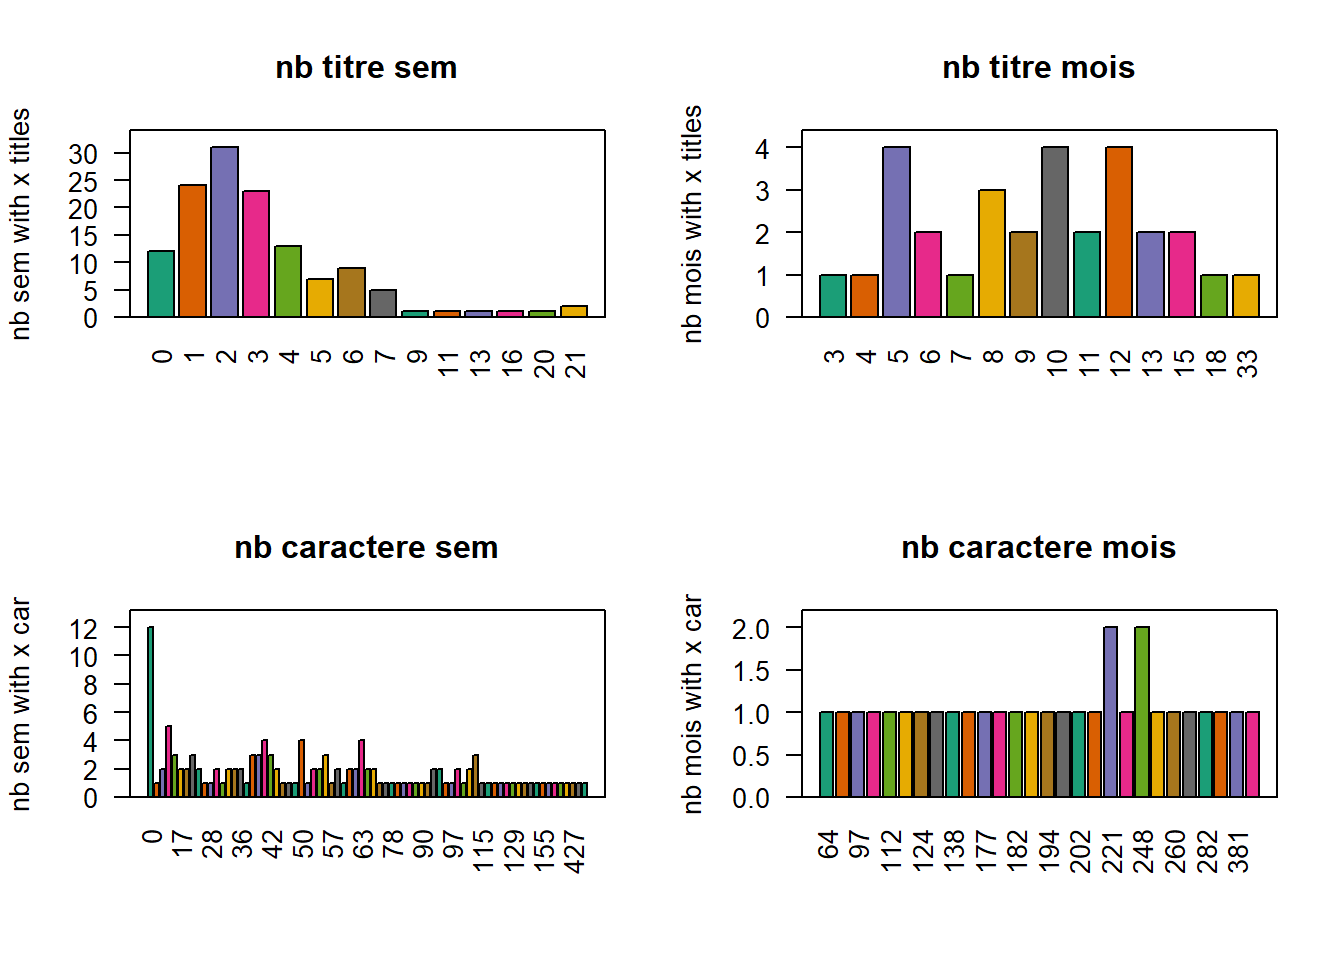 nb titre sem
nb sem with x titles
30
25
20
15
10
5
0
0 1 2 3 4 5 6 7 9 11 13 16 20 21
nb titre mois
nb mois with x titles
4
3
2
1
0
3 4 5 6 7 8 9 10 11 12 13 15 18 33
nb caractere sem
nb sem with x car
12
10
8
6
4
2
0
0 17 28 36 42 50 57 63 78 90 97 115 129 155 427
nb caractere mois
nb mois with x car
2.0
1.5
1.0
0.5
0.0
64 97 112 124 138 177 182 194 202 221 248 260 282 381